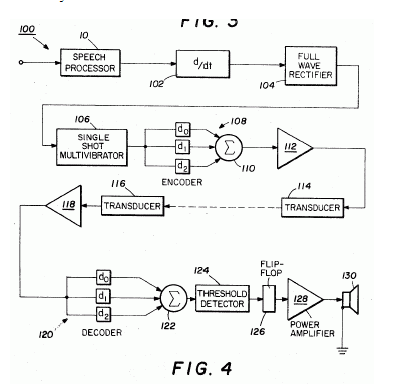 FIG. 3
100
10
SPEECH PROCESSOR
d/dt
102
FULL WAVE RECTIFIER
104
106
SINGLE SHOT MULTIVIBRATOR
d0
d1
d2
108
Σ
110
ENCODER
112
114
TRANSDUCER
116
TRANSDUCER
118
120
d0
d1
d2
DECODER
Σ
122
124
THRESHOLD DETECTOR
FLIP-FLOP
126
128
POWER AMPLIFIER
130
FIG. 4